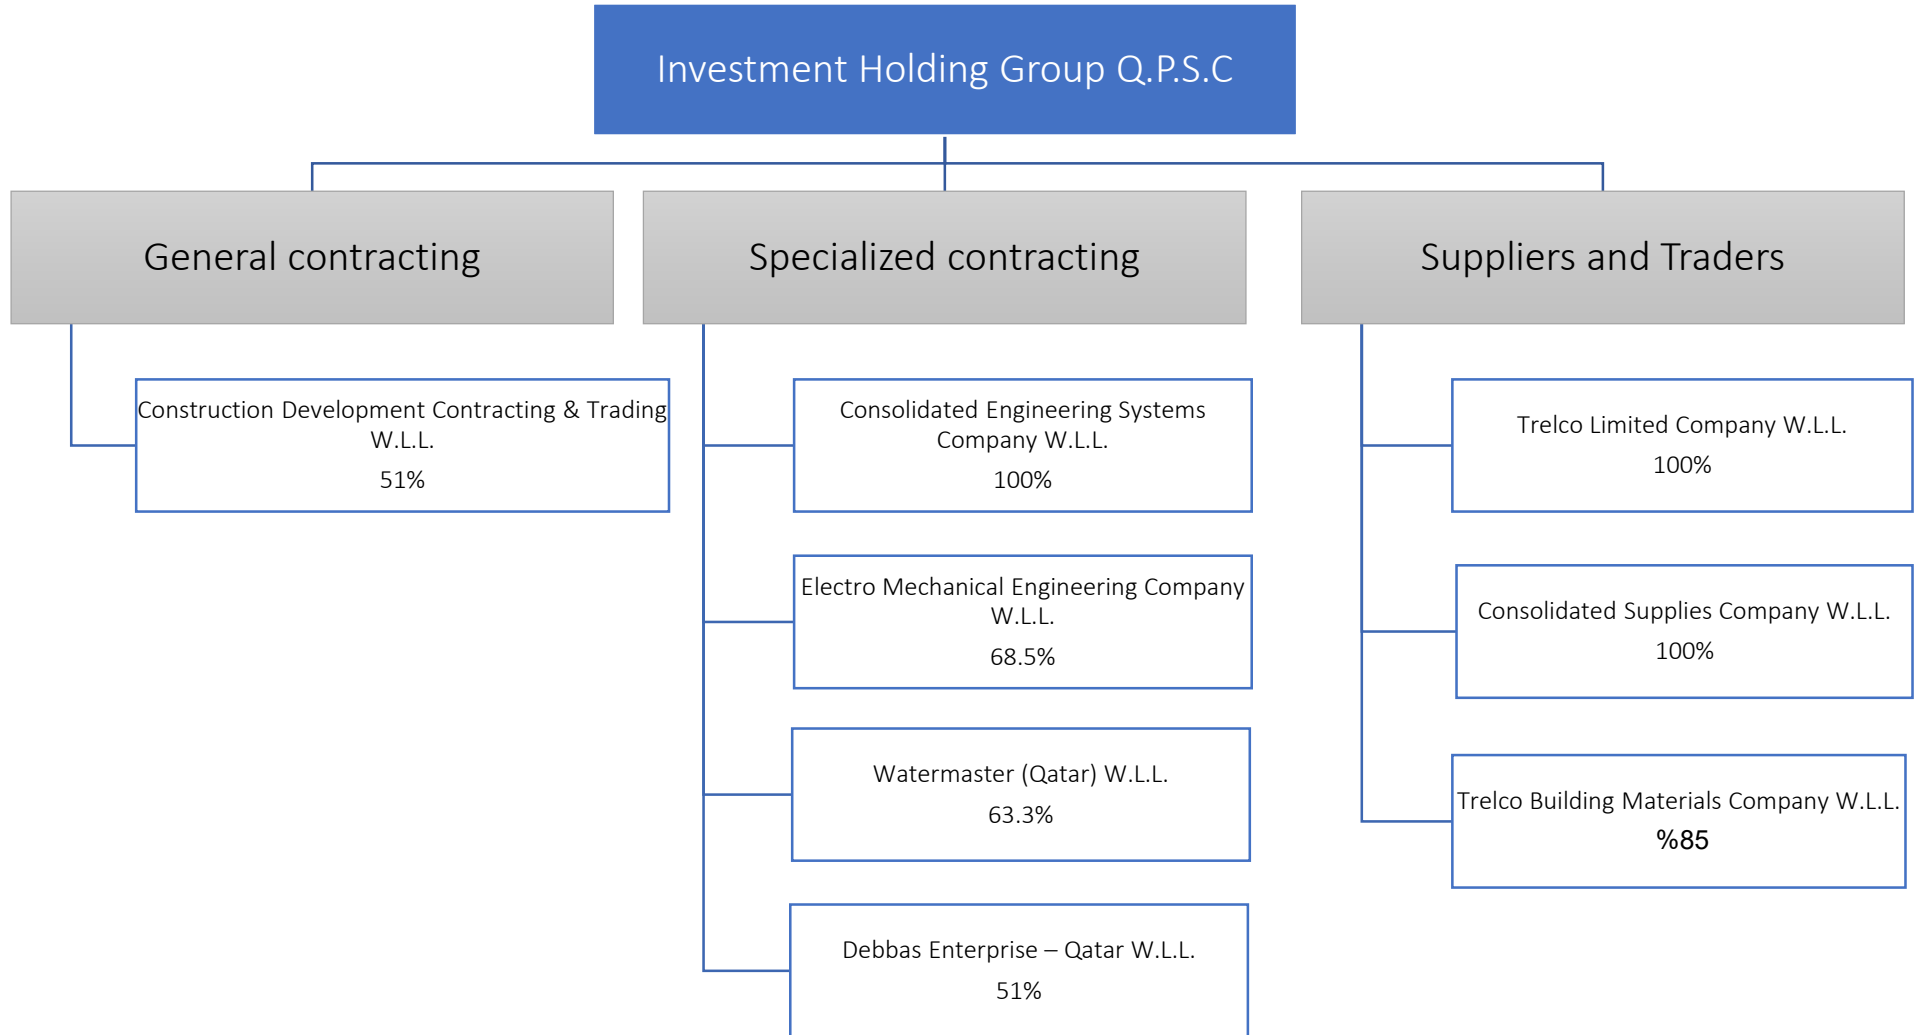 Investment Holding Group Q.P.S.C
General contracting
Specialized contracting
Suppliers and Traders
Construction Development Contracting & Trading
W.L.L.
51%
Consolidated Engineering Systems
Company W.L.L.
100%
Electro Mechanical Engineering Company
W.L.L.
68.5%
Watermaster (Qatar) W.L.L.
63.3%
Debbas Enterprise – Qatar W.L.L.
51%
Trelco Limited Company W.L.L.
100%
Consolidated Supplies Company W.L.L.
100%
Trelco Building Materials Company W.L.L.
%85